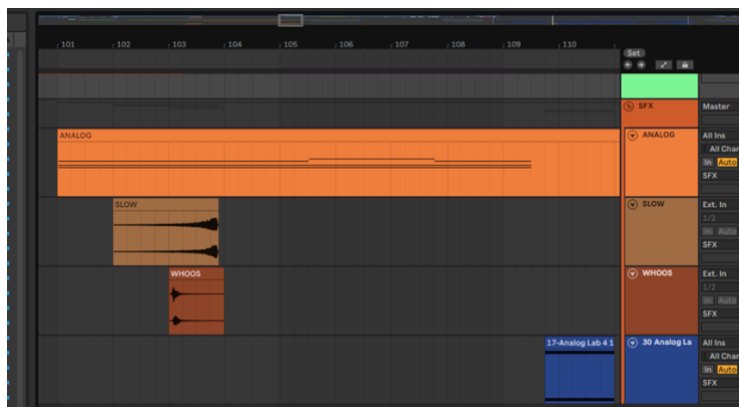 101 102 103 104 105 106 107 108 109 110
Set
SFX Master
ANALOG
ANALOG All Ins
All Chan
In Auto
SFX
SLOW
SLOW Ext. In
1/2
In Auto
SFX
WHOOS
WHOOS Ext. In
1/2
In Auto
SFX
17-Analog Lab 4 1
30 Analog La All Ins
All Chan
In Auto
SFX